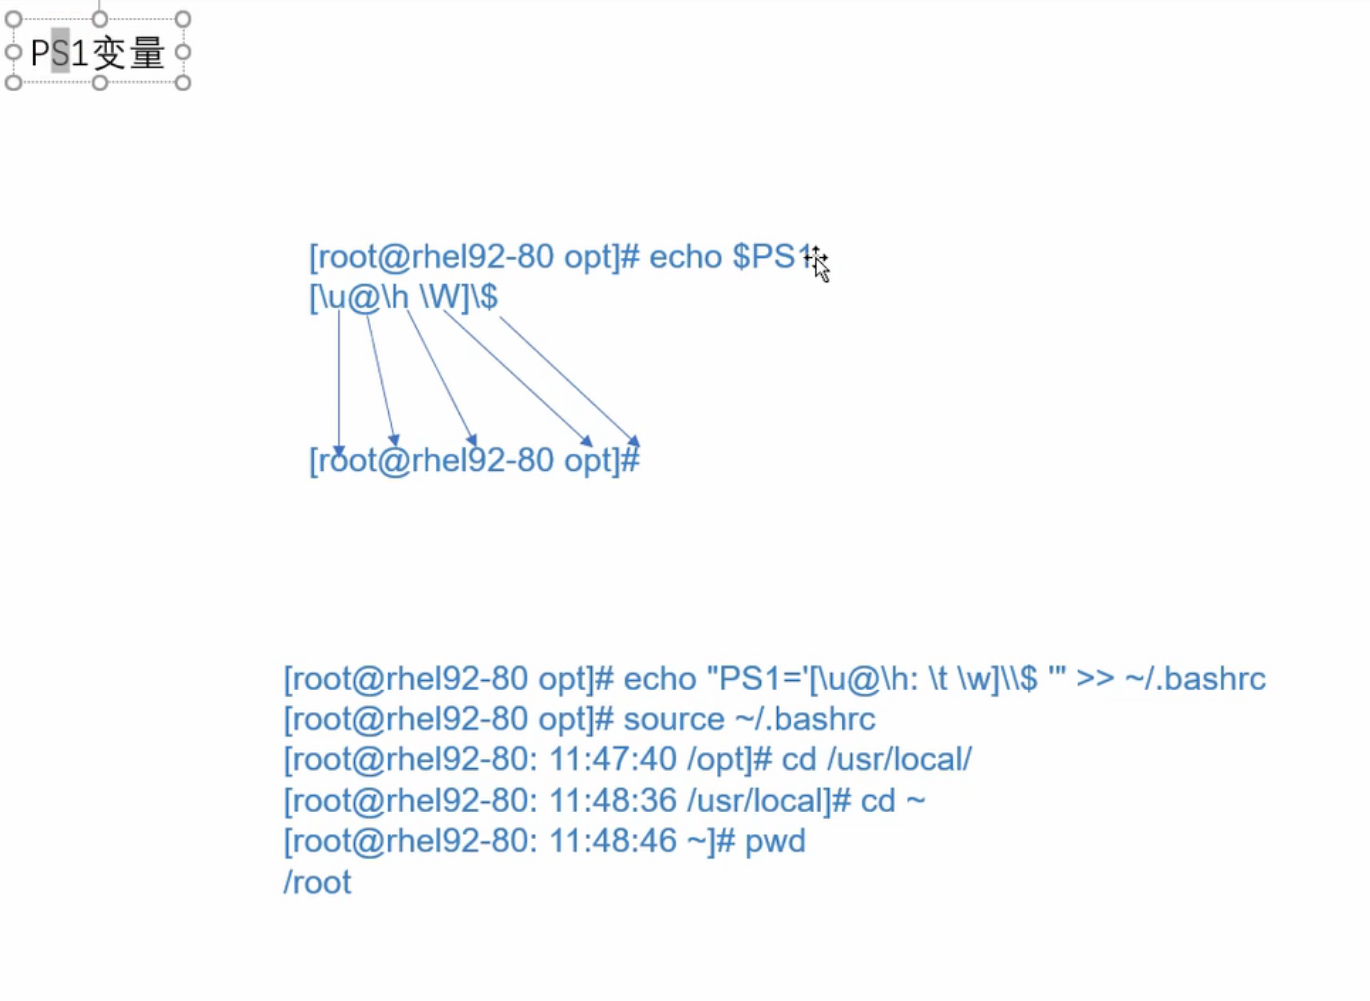 PS1变量
[root@rhel92-80 opt]# echo $PS1
[\u@\h \W]\$
[root@rhel92-80 opt]#
[root@rhel92-80 opt]# echo "PS1='[\u@\h: \t \w]\\$ '" >> ~/.bashrc
[root@rhel92-80 opt]# source ~/.bashrc
[root@rhel92-80: 11:47:40 /opt]# cd /usr/local/
[root@rhel92-80: 11:48:36 /usr/local]# cd ~
[root@rhel92-80: 11:48:46 ~]# pwd
/root